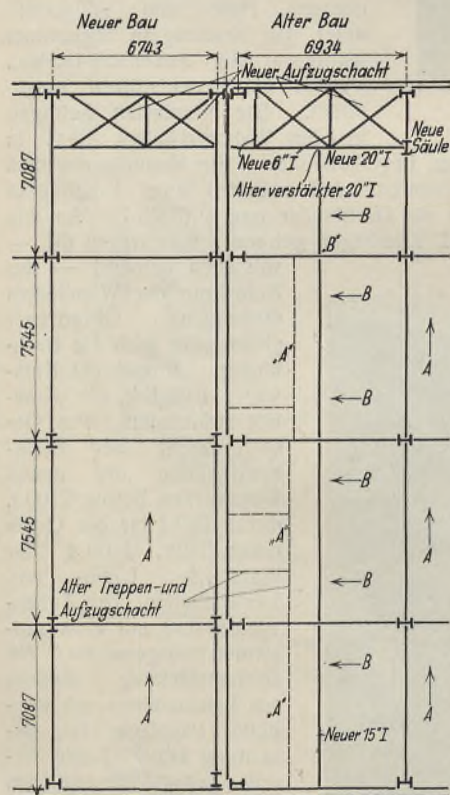 Neuer Bau
Alter Bau
6743
6934
Neuer Aufzugschacht
Neue
Säule
Neue 6"I
Neue 20"I
Alter verstärkter 20"I
7087
B
„B"
B
7545
„A"
A
B
B
7545
„A"
A
A
B
Alter Treppen- und
Aufzugschacht
B
7087
A
„A"
A
Neuer 15"I